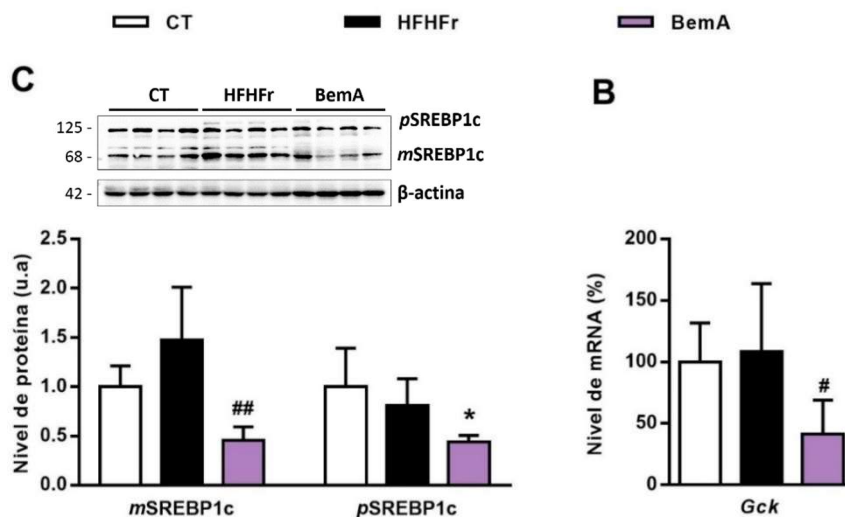 CT HFHFr BemA
C
CT HFHFr BemA
125 - pSREBP1c
68 - mSREBP1c
42 - β-actina
Nivel de proteína (u.a)
2.5
2.0
1.5
1.0
0.5
0.0
##
*
mSREBP1c pSREBP1c
B
Nivel de mRNA (%)
200
150
100
50
0
#
Gck